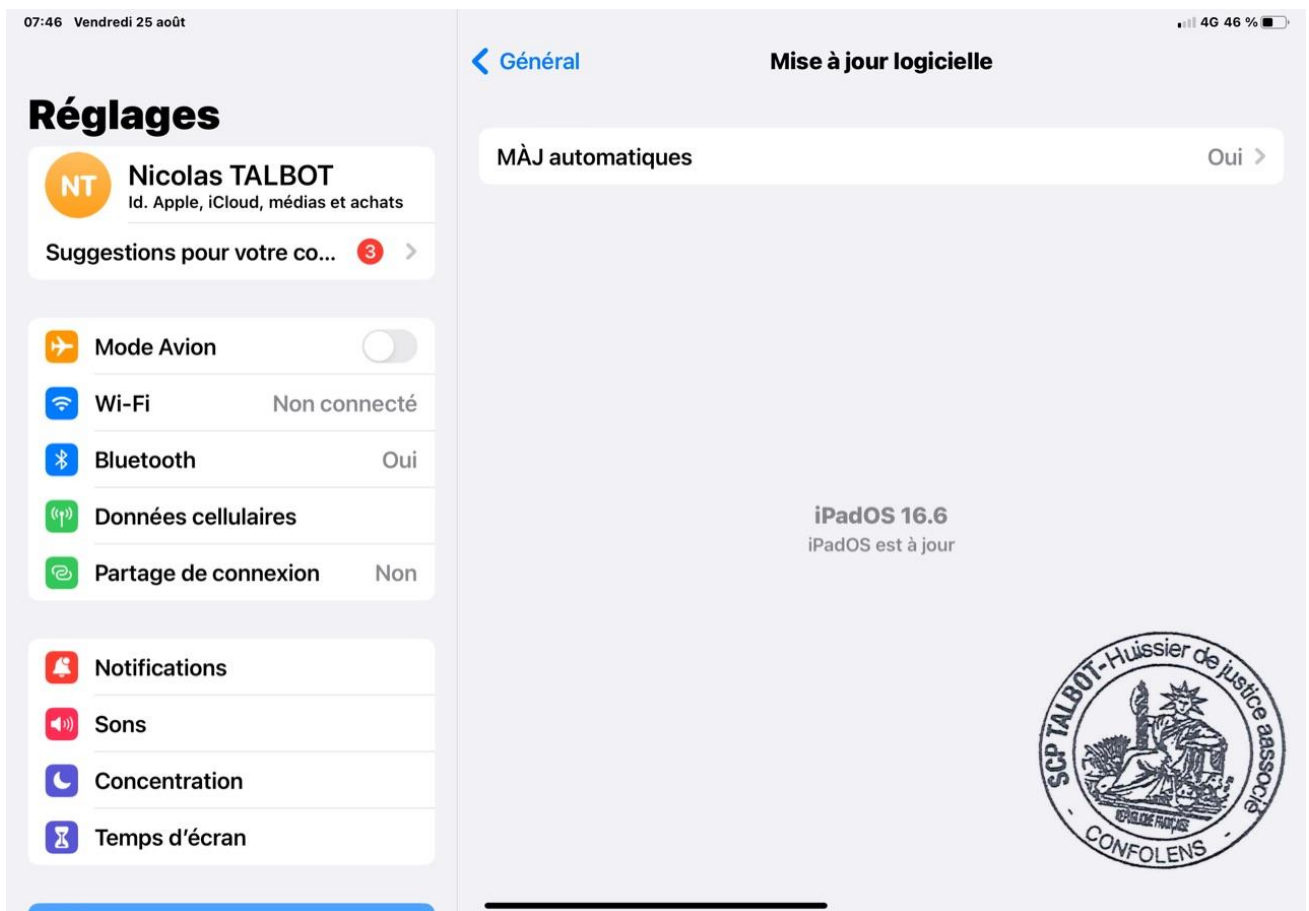 07:46 Vendredi 25 août
4G 46 %
Réglages
NT
Nicolas TALBOT
Id. Apple, iCloud, médias et achats
Suggestions pour votre co... 3
Mode Avion
Wi-Fi Non connecté
Bluetooth Oui
Données cellulaires
Partage de connexion Non
Notifications
Sons
Concentration
Temps d'écran
Général
Mise à jour logicielle
MÀJ automatiques Oui
iPadOS 16.6
iPadOS est à jour
SCP TALBOT-Huissier de justice aassocié
RÉPUBLIQUE FRANÇAISE
- CONFOLENS -